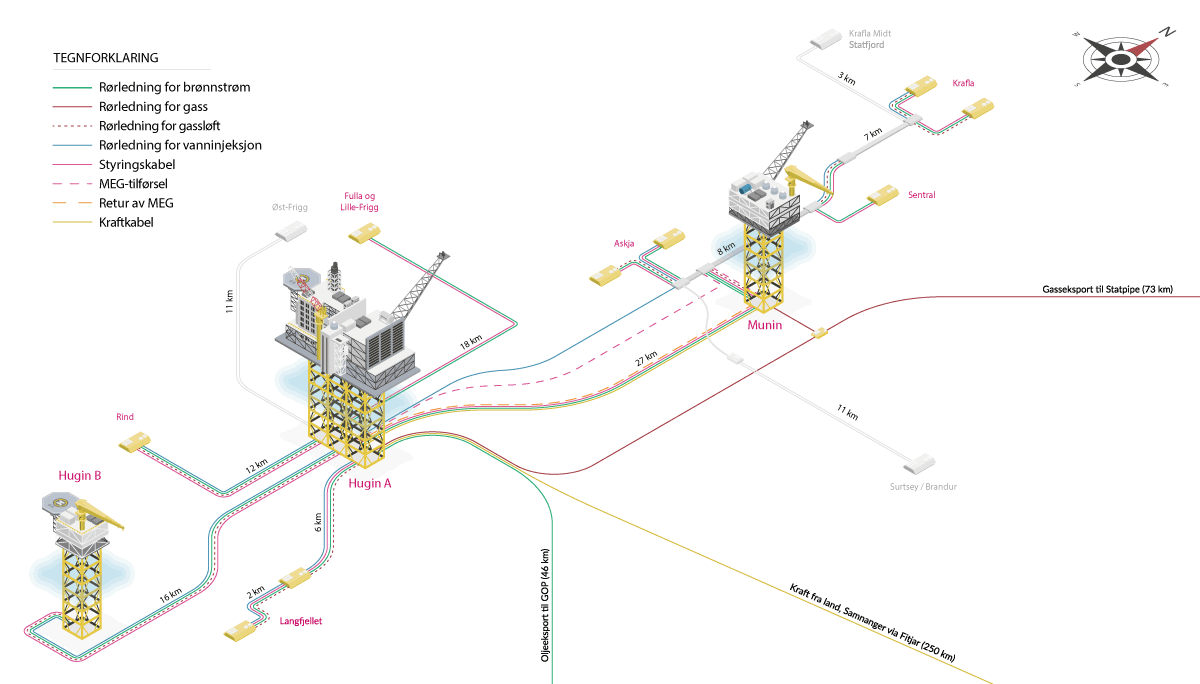 TEGNFORKLARING
Rørledning for brønnstrøm
Rørledning for gass
Rørledning for gassløft
Rørledning for vanninjeksjon
Styringskabel
MEG-tilførsel
Retur av MEG
Kraftkabel
Krafla Midt
Statfjord
N
W
S
E
3 km
Krafla
7 km
Sentral
Fulla og
Lille-Frigg
Øst-Frigg
Askja
8 km
11 km
Gasseksport til Statpipe (73 km)
Munin
18 km
27 km
11 km
Rind
12 km
Hugin B
Hugin A
Surtsey / Brandur
6 km
16 km
2 km
Langfjellet
Oljeeksport til GOP (46 km)
Kraft fra land, Samnanger via Fitjar (250 km)